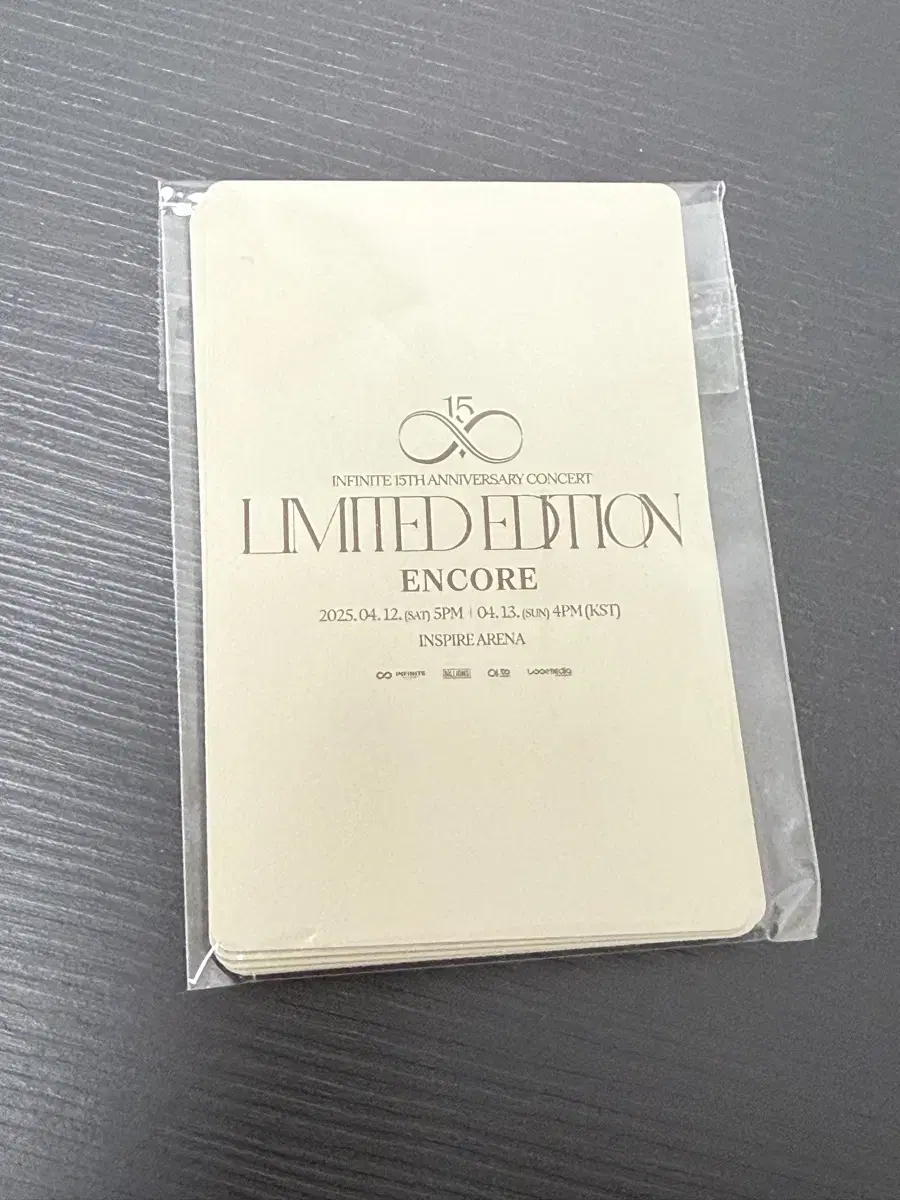 15
INFINITE 15TH ANNIVERSARY CONCERT
LIMITED EDITION
ENCORE
2025. 04. 12. (SAT) 5PM | 04. 13. (SUN) 4PM (KST)
INSPIRE ARENA
INFINITE